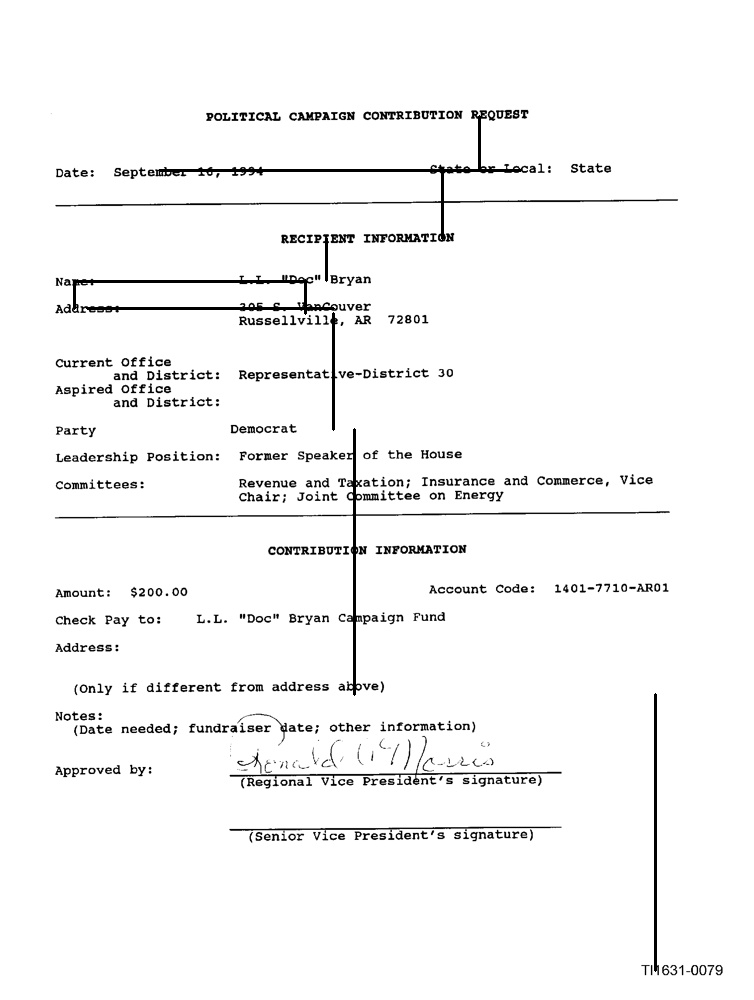 POLITICAL CAMPAIGN CONTRIBUTION REQUEST
Date: September 16, 1994 State or Local: State
RECIPIENT INFORMATION
Name: L.L. "Doc" Bryan
Address: 305 S. VanCouver
Russellville, AR 72801
Current Office
and District: Representative-District 30
Aspired Office
and District:
Party Democrat
Leadership Position: Former Speaker of the House
Committees: Revenue and Taxation; Insurance and Commerce, Vice
Chair; Joint Committee on Energy
CONTRIBUTION INFORMATION
Amount: $200.00 Account Code: 1401-7710-AR01
Check Pay to: L.L. "Doc" Bryan Campaign Fund
Address:
(Only if different from address above)
Notes:
(Date needed; fundraiser date; other information)
Approved by:
(Regional Vice President's signature)
(Senior Vice President's signature)
TI1631-0079